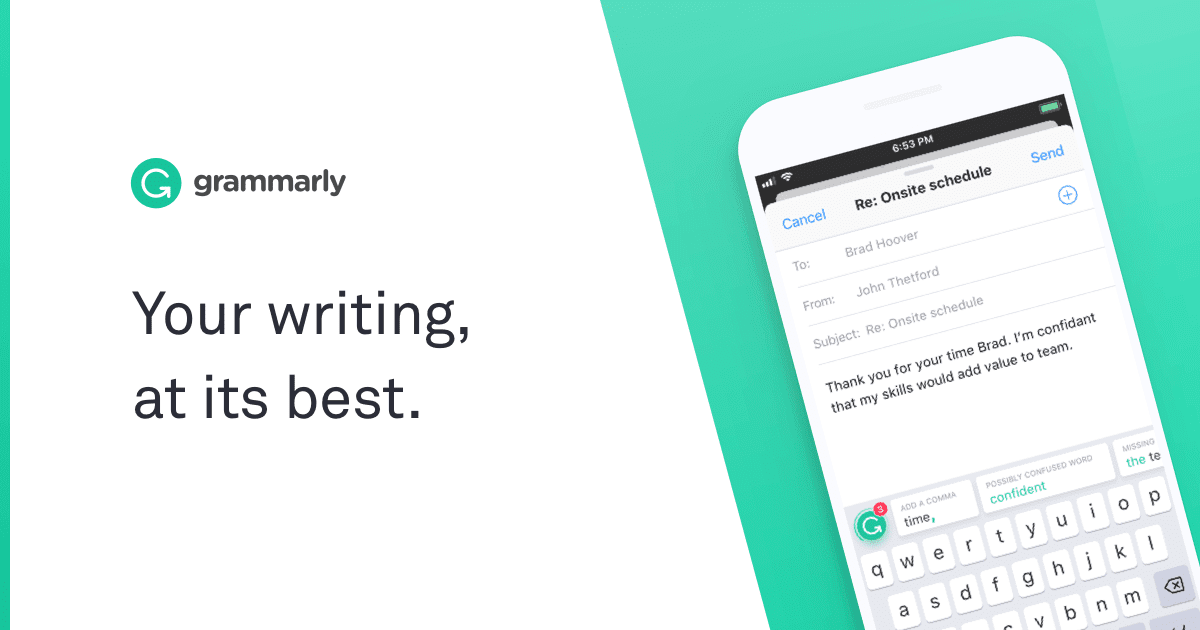 grammarly
Your writing,
at its best.
6:53 PM
Cancel
Re: Onsite schedule
Send
To:
Brad Hoover
From:
John Thetford
Subject: Re: Onsite schedule
Thank you for your time Brad. I'm confidant
that my skills would add value to team.
3
ADD A COMMA
time,
POSSIBLY CONFUSED WORD
confident
MISSING
the te
q w e r t y u i o p
a s d f g h j k l
c v b n m